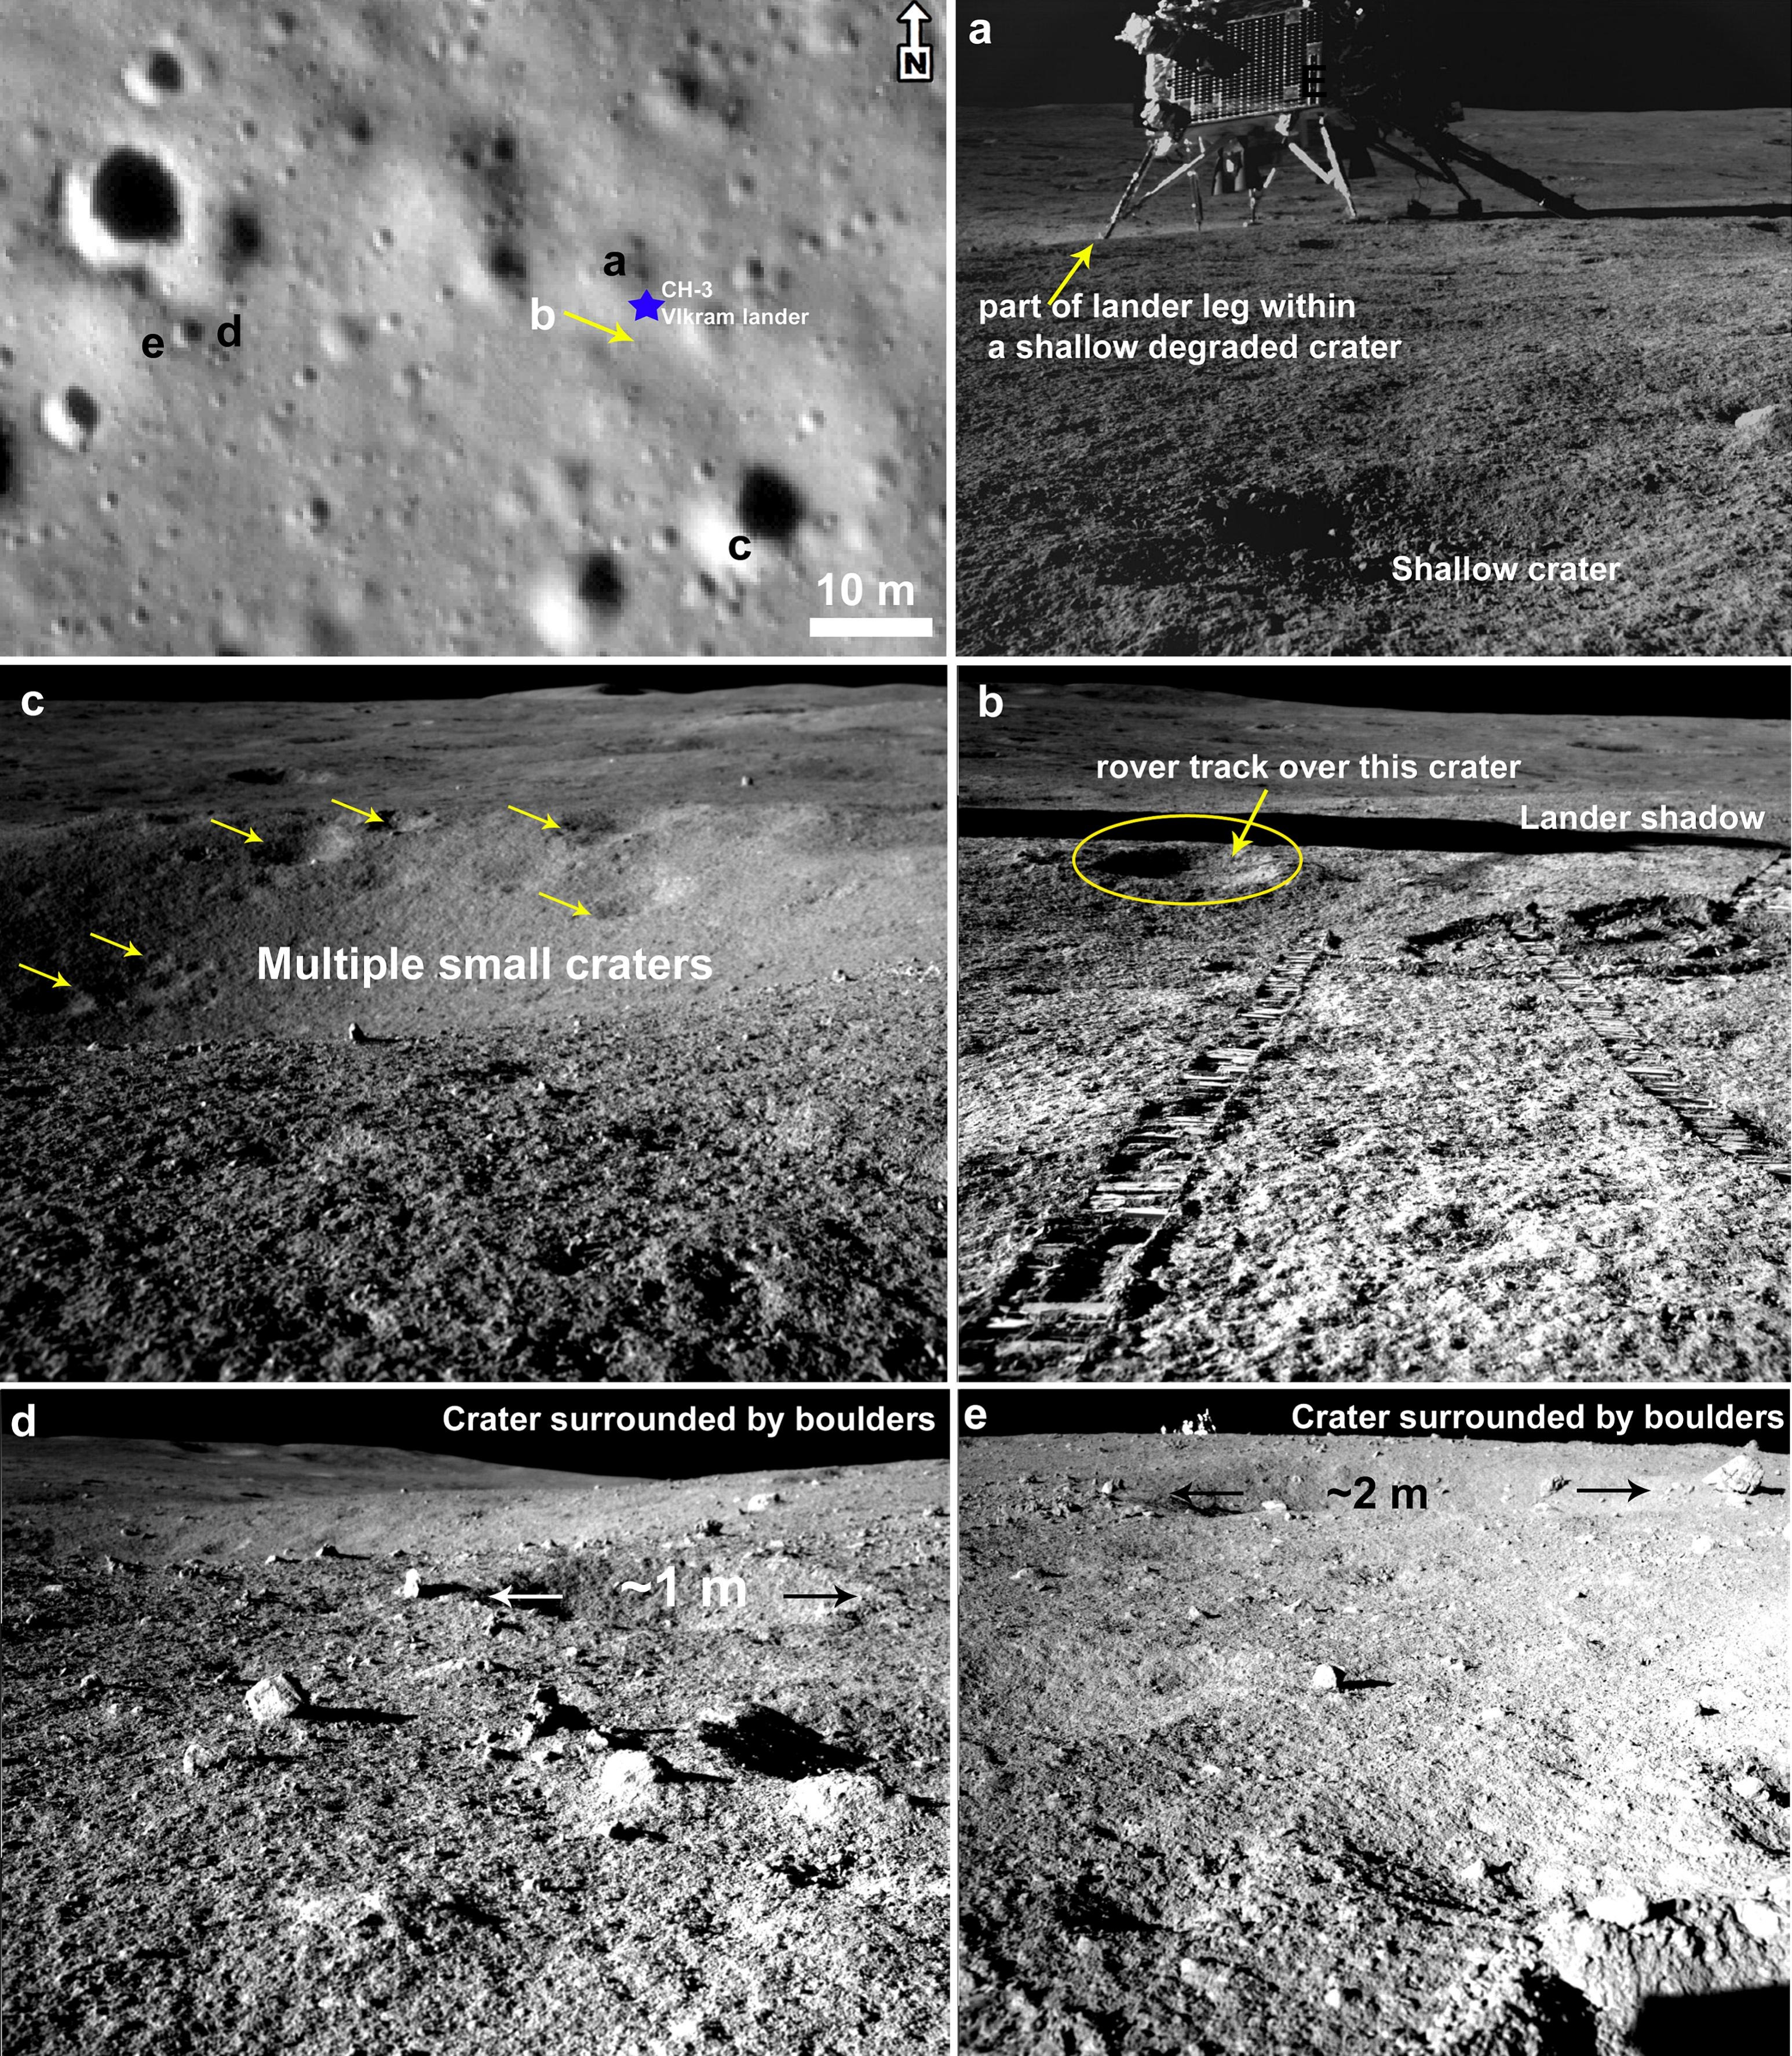 N
a
CH-3
b
VIkram lander
e
d
c
10 m
a
E
part of lander leg within
a shallow degraded crater
Shallow crater
c
Multiple small craters
b
rover track over this crater
Lander shadow
d
Crater surrounded by boulders
~1 m
e
Crater surrounded by boulders
~2 m